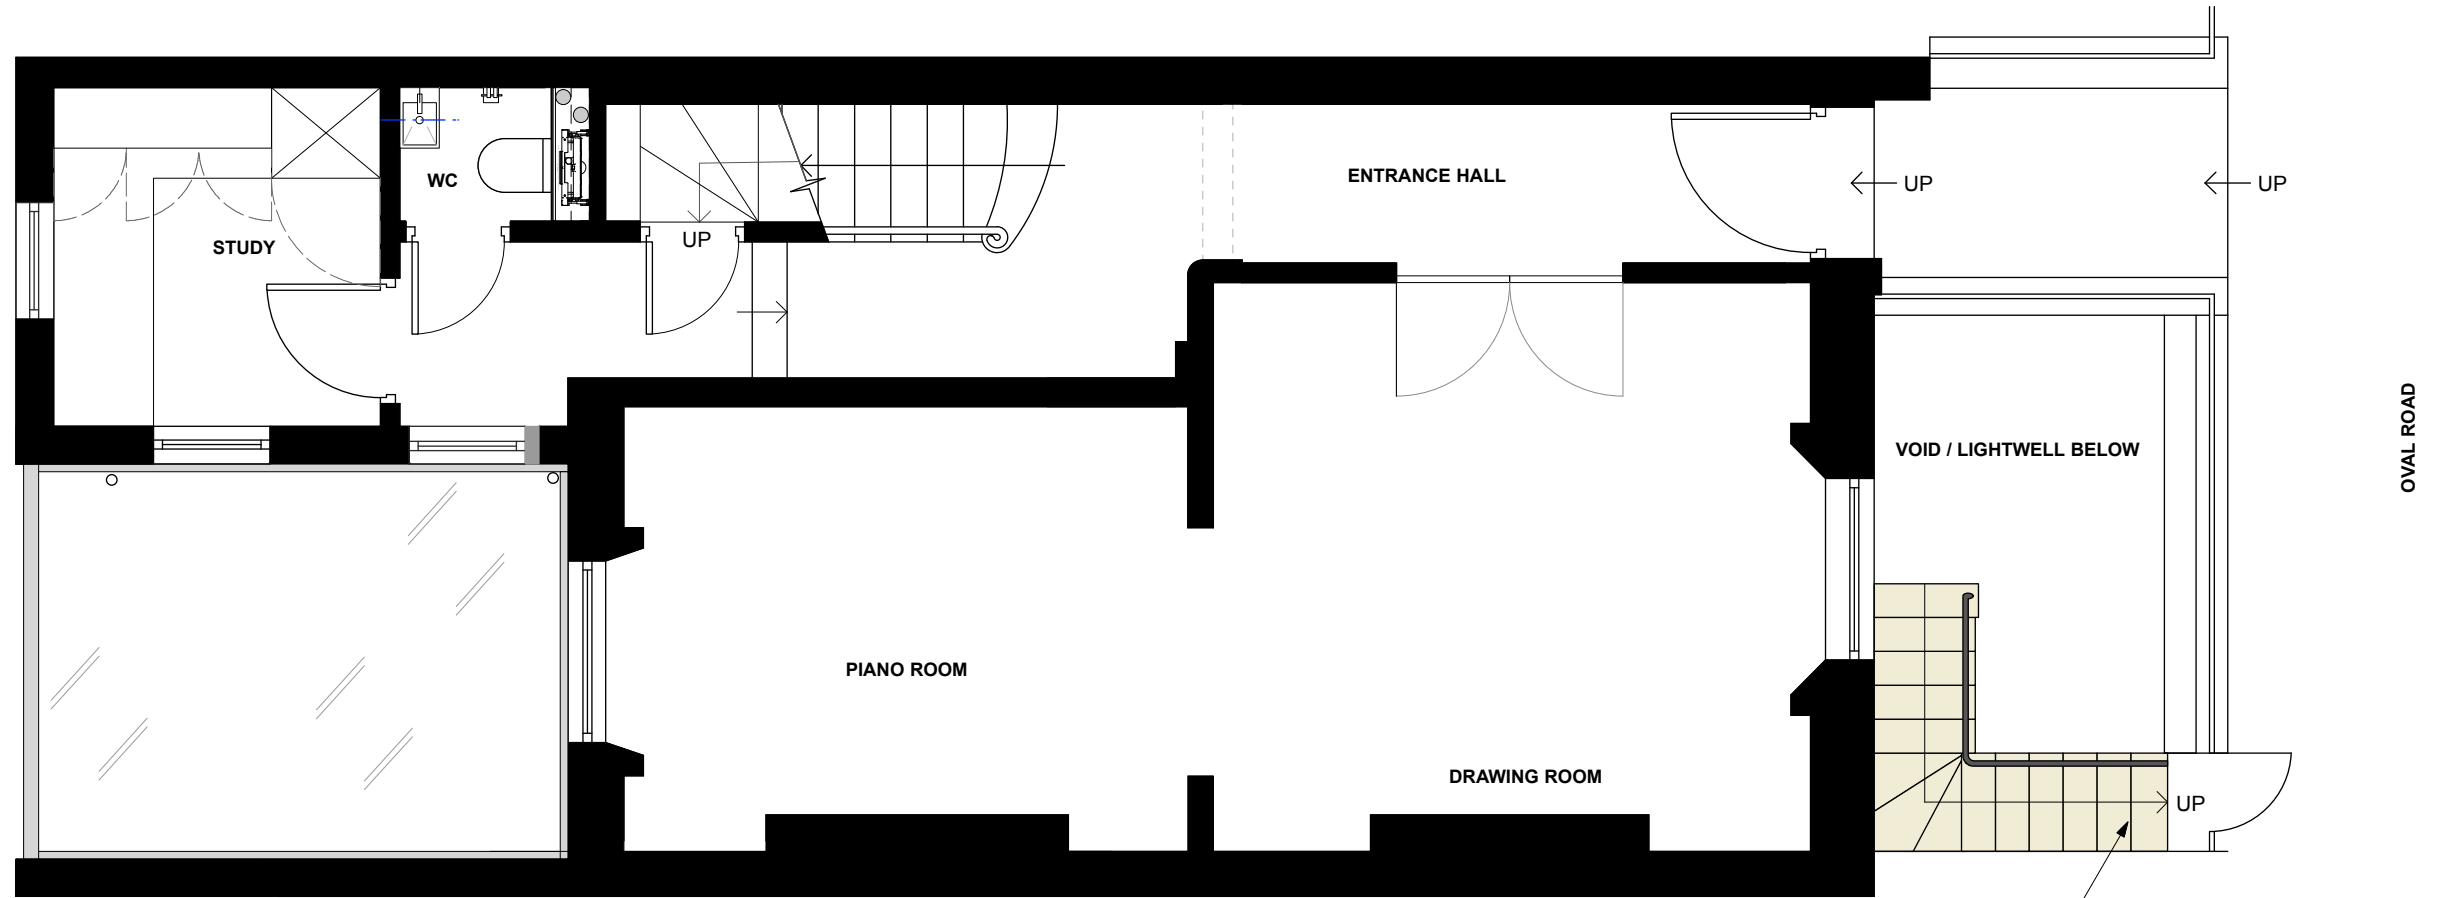 WC
ENTRANCE HALL
UP
UP
STUDY
UP
OVAL ROAD
VOID / LIGHTWELL BELOW
PIANO ROOM
DRAWING ROOM
UP